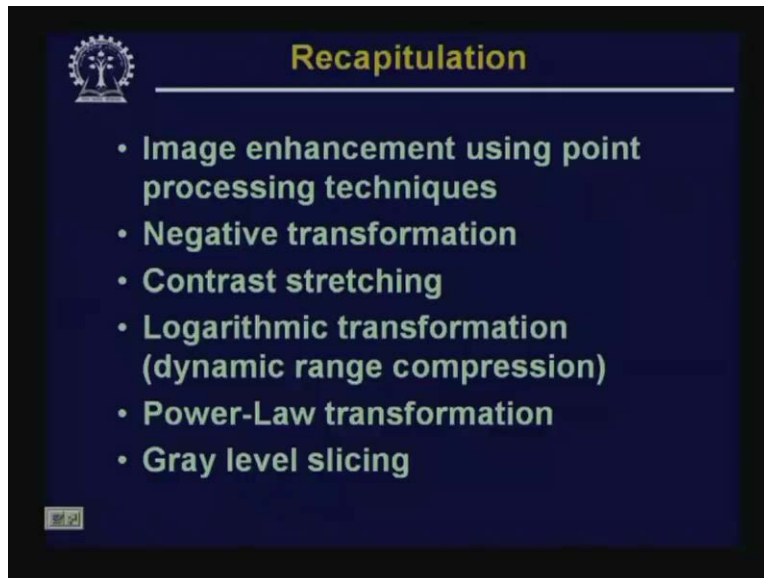 Recapitulation
• Image enhancement using point
processing techniques
• Negative transformation
• Contrast stretching
• Logarithmic transformation
(dynamic range compression)
• Power-Law transformation
• Gray level slicing